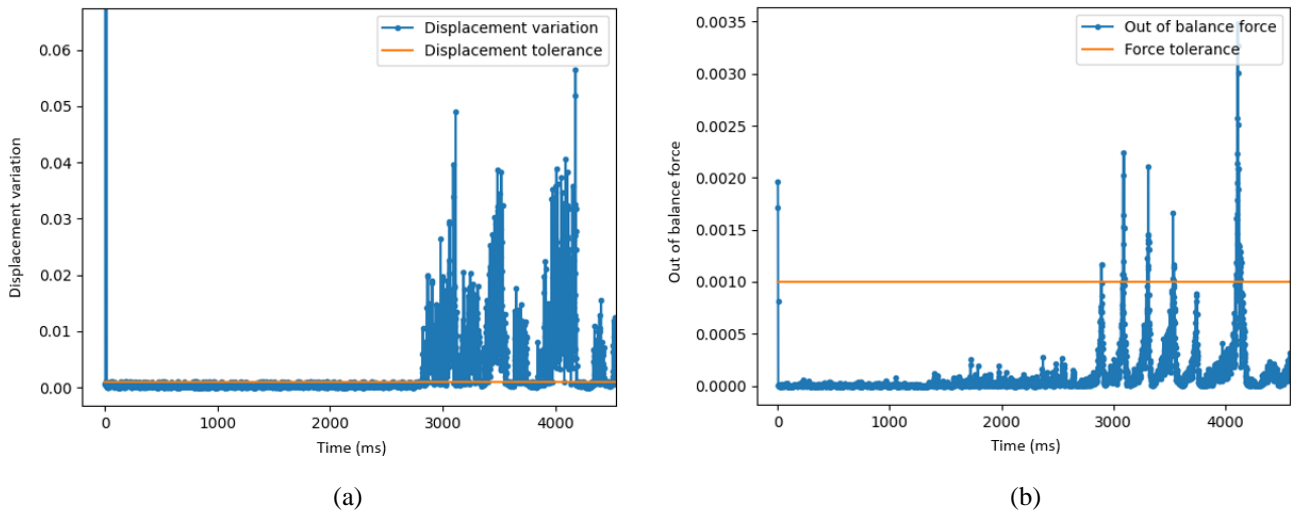 Displacement variation
Displacement tolerance
0.06
0.05
0.04
0.03
0.02
0.01
0.00
Displacement variation
0
1000
2000
3000
4000
Time (ms)
(a)
Out of balance force
Force tolerance
0.0035
0.0030
0.0025
0.0020
0.0015
0.0010
0.0005
0.0000
Out of balance force
0
1000
2000
3000
4000
Time (ms)
(b)